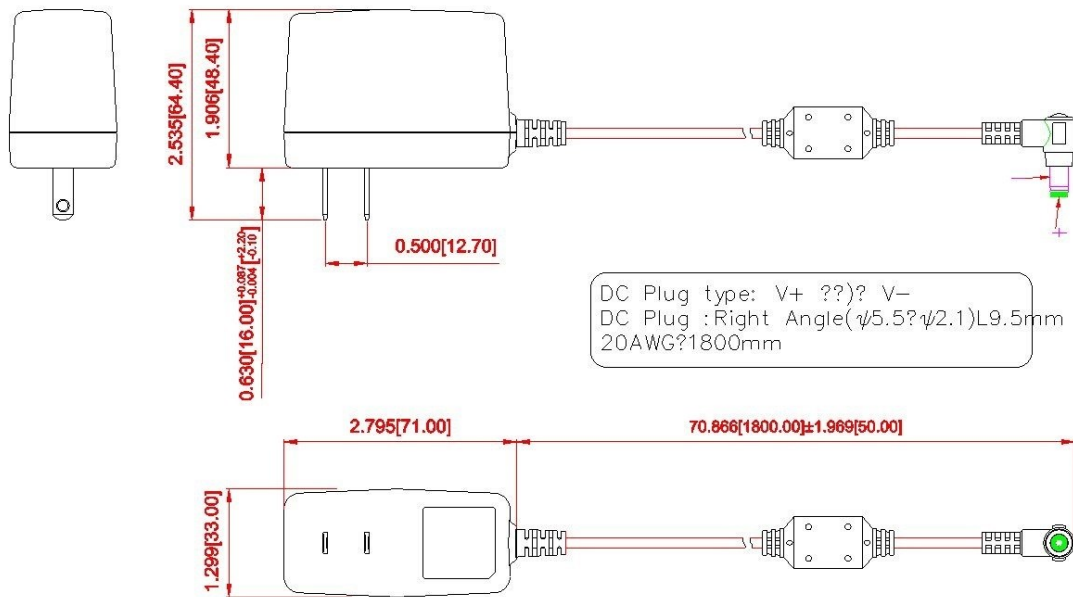 2.535[64.40]
1.906[48.40]
0.630[16.00]+0.087 -0.004 [+2.20 -0.10]
0.500[12.70]
DC Plug type: V+ ??)? V-
DC Plug :Right Angle(ψ5.5?ψ2.1)L9.5mm
20AWG?1800mm
2.795[71.00]
70.866[1800.00]±1.969[50.00]
1.299[33.00]